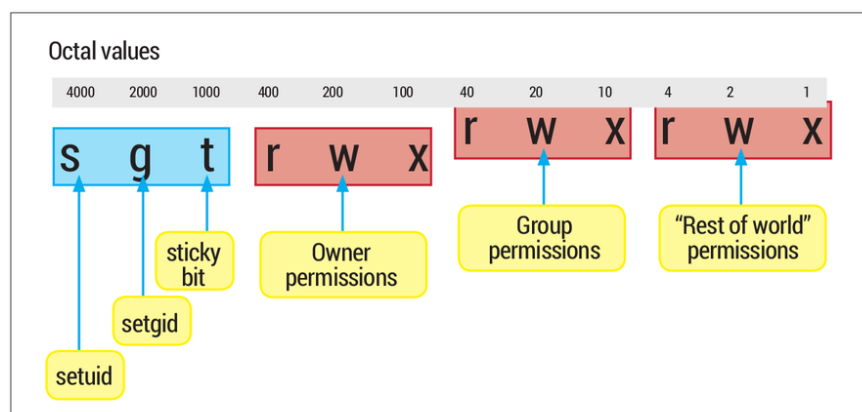 Octal values
4000 2000 1000 400 200 100 40 20 10 4 2 1
s g t r w x r w x r w x
sticky
bit
Owner
permissions
Group
permissions
“Rest of world”
permissions
setgid
setuid